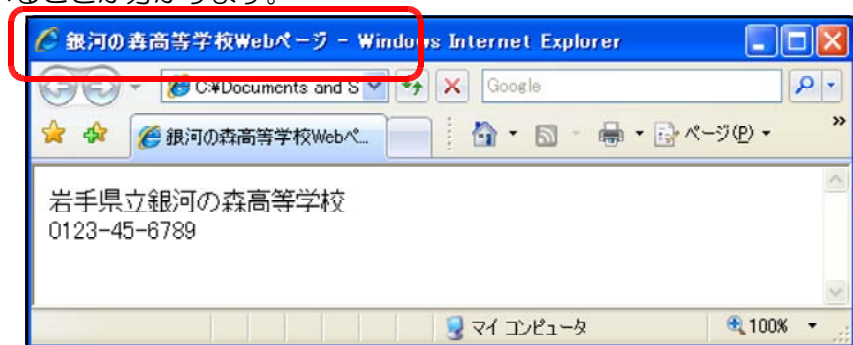 ることが分かります。
銀河の森高等学校Webページ - Windows Internet Explorer
C:¥Documents and S
Google
銀河の森高等学校Webペ...
ページ(P)
»
岩手県立銀河の森高等学校
0123-45-6789
マイ コンピュータ
100%